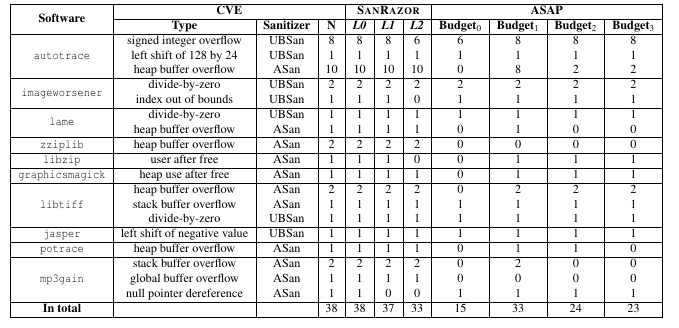 Software CVE SANRAZOR ASAP
Type Sanitizer N L0 L1 L2 Budget0 Budget1 Budget2 Budget3
autotrace signed integer overflow UBSan 8 8 8 6 6 8 8 8
left shift of 128 by 24 UBSan 1 1 1 1 1 1 1 1
heap buffer overflow ASan 10 10 10 10 0 8 2 2
imageworsener divide-by-zero UBSan 2 2 2 2 2 2 2 2
index out of bounds UBSan 1 1 1 0 1 1 1 1
lame divide-by-zero UBSan 1 1 1 1 1 1 1 1
heap buffer overflow ASan 1 1 1 1 0 1 0 0
zziplib heap buffer overflow ASan 2 2 2 2 0 0 0 0
libzip user after free ASan 1 1 1 0 0 1 1 1
graphicsmagick heap use after free ASan 1 1 1 1 0 1 1 1
libtiff heap buffer overflow ASan 2 2 2 2 0 2 2 2
stack buffer overflow ASan 1 1 1 1 1 1 1 1
divide-by-zero UBSan 1 1 1 1 1 1 1 1
jasper left shift of negative value UBSan 1 1 1 1 1 1 1 1
potrace heap buffer overflow ASan 1 1 1 1 0 1 1 0
mp3gain stack buffer overflow ASan 2 2 2 2 0 2 0 0
global buffer overflow ASan 1 1 1 1 0 0 0 0
null pointer dereference ASan 1 1 0 0 1 1 1 1
In total 38 38 37 33 15 33 24 23